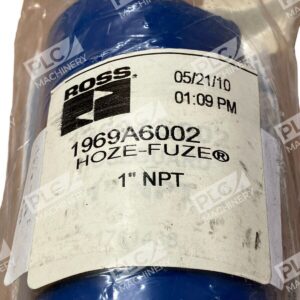 ROSS
05/21/10
01:09 PM
1969A6002
HOZE-FUZE®
1" NPT
PLC
MACHINERY